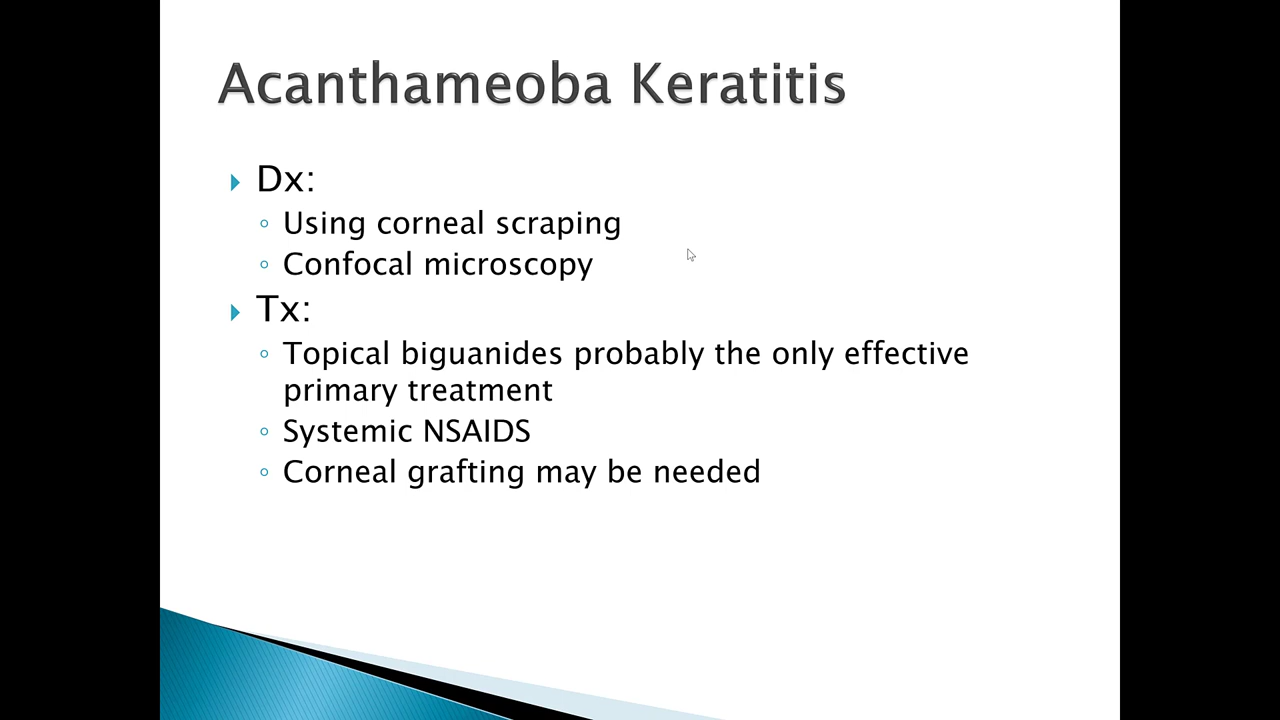 Acanthameoba Keratitis
Dx:
Using corneal scraping
Confocal microscopy
Tx:
Topical biguanides probably the only effective
primary treatment
Systemic NSAIDS
Corneal grafting may be needed